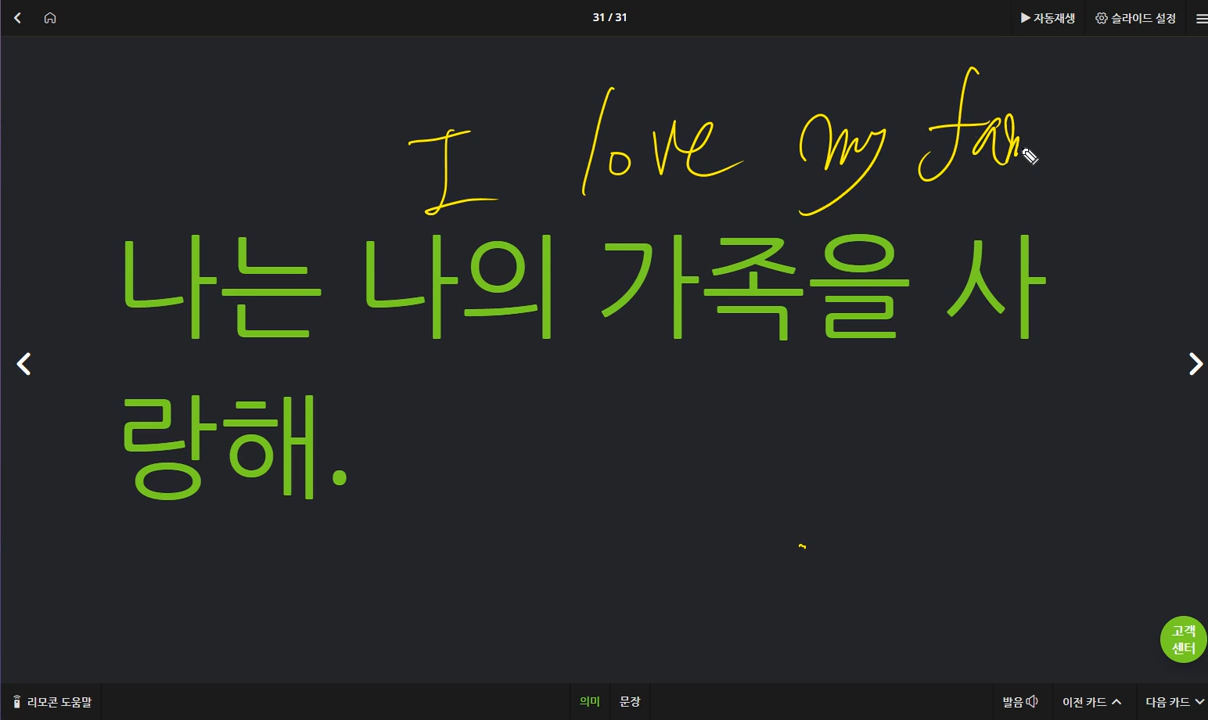 31 / 31
자동재생
슬라이드 설정
I love my fam
나는 나의 가족을 사
랑해.
고객
센터
리모콘 도움말
의미
문장
발음
이전 카드
다음 카드